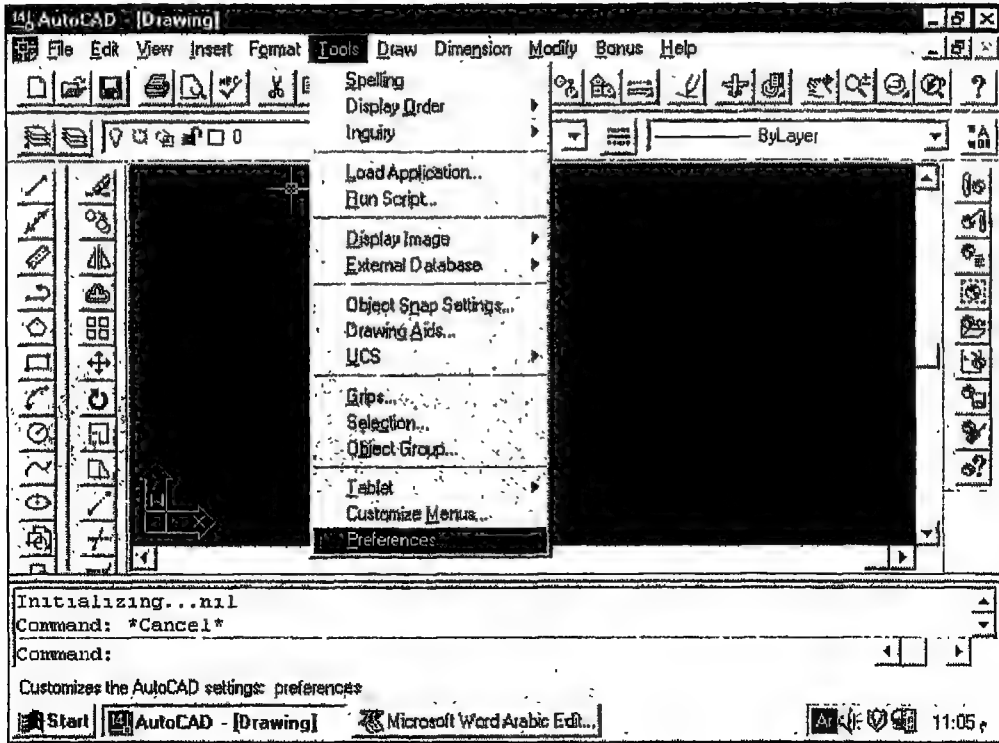 AutoCAD - [Drawing]
File Edit View Insert Format Tools Draw Dimension Modify Bonus Help
Spelling
Display Order
Inquiry
0
ByLayer
Load Application...
Run Script...
Display Image
External Database
Object Snap Settings...
Drawing Aids...
UCS
Grips...
Selection...
Object Group...
Tablet
Customize Menus...
Preferences
W
X
Initializing...nil
Command: *Cancel*
Command:
Customizes the AutoCAD settings: preferences
Start AutoCAD - [Drawing] Microsoft Word Arabic Edit... Ar 11:05 م